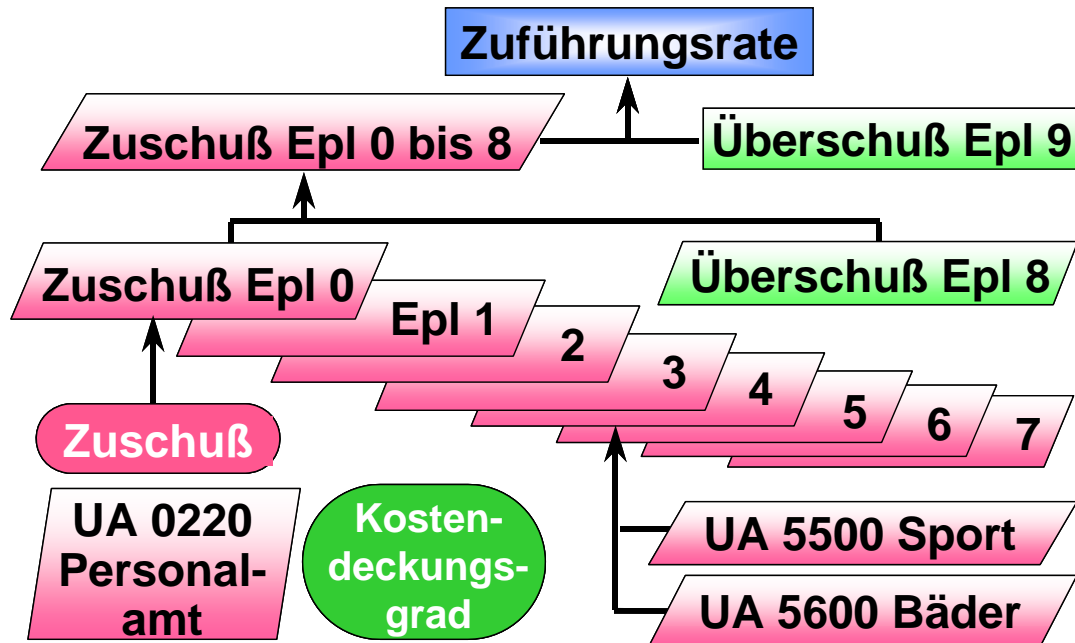 Zuführungsrate
Zuschuß Epl 0 bis 8
Überschuß Epl 9
Zuschuß Epl 0
Überschuß Epl 8
Epl 1
2
3
4
5
6
7
Zuschuß
UA 0220
Personal-
amt
Kosten-
deckungs-
grad
UA 5500 Sport
UA 5600 Bäder